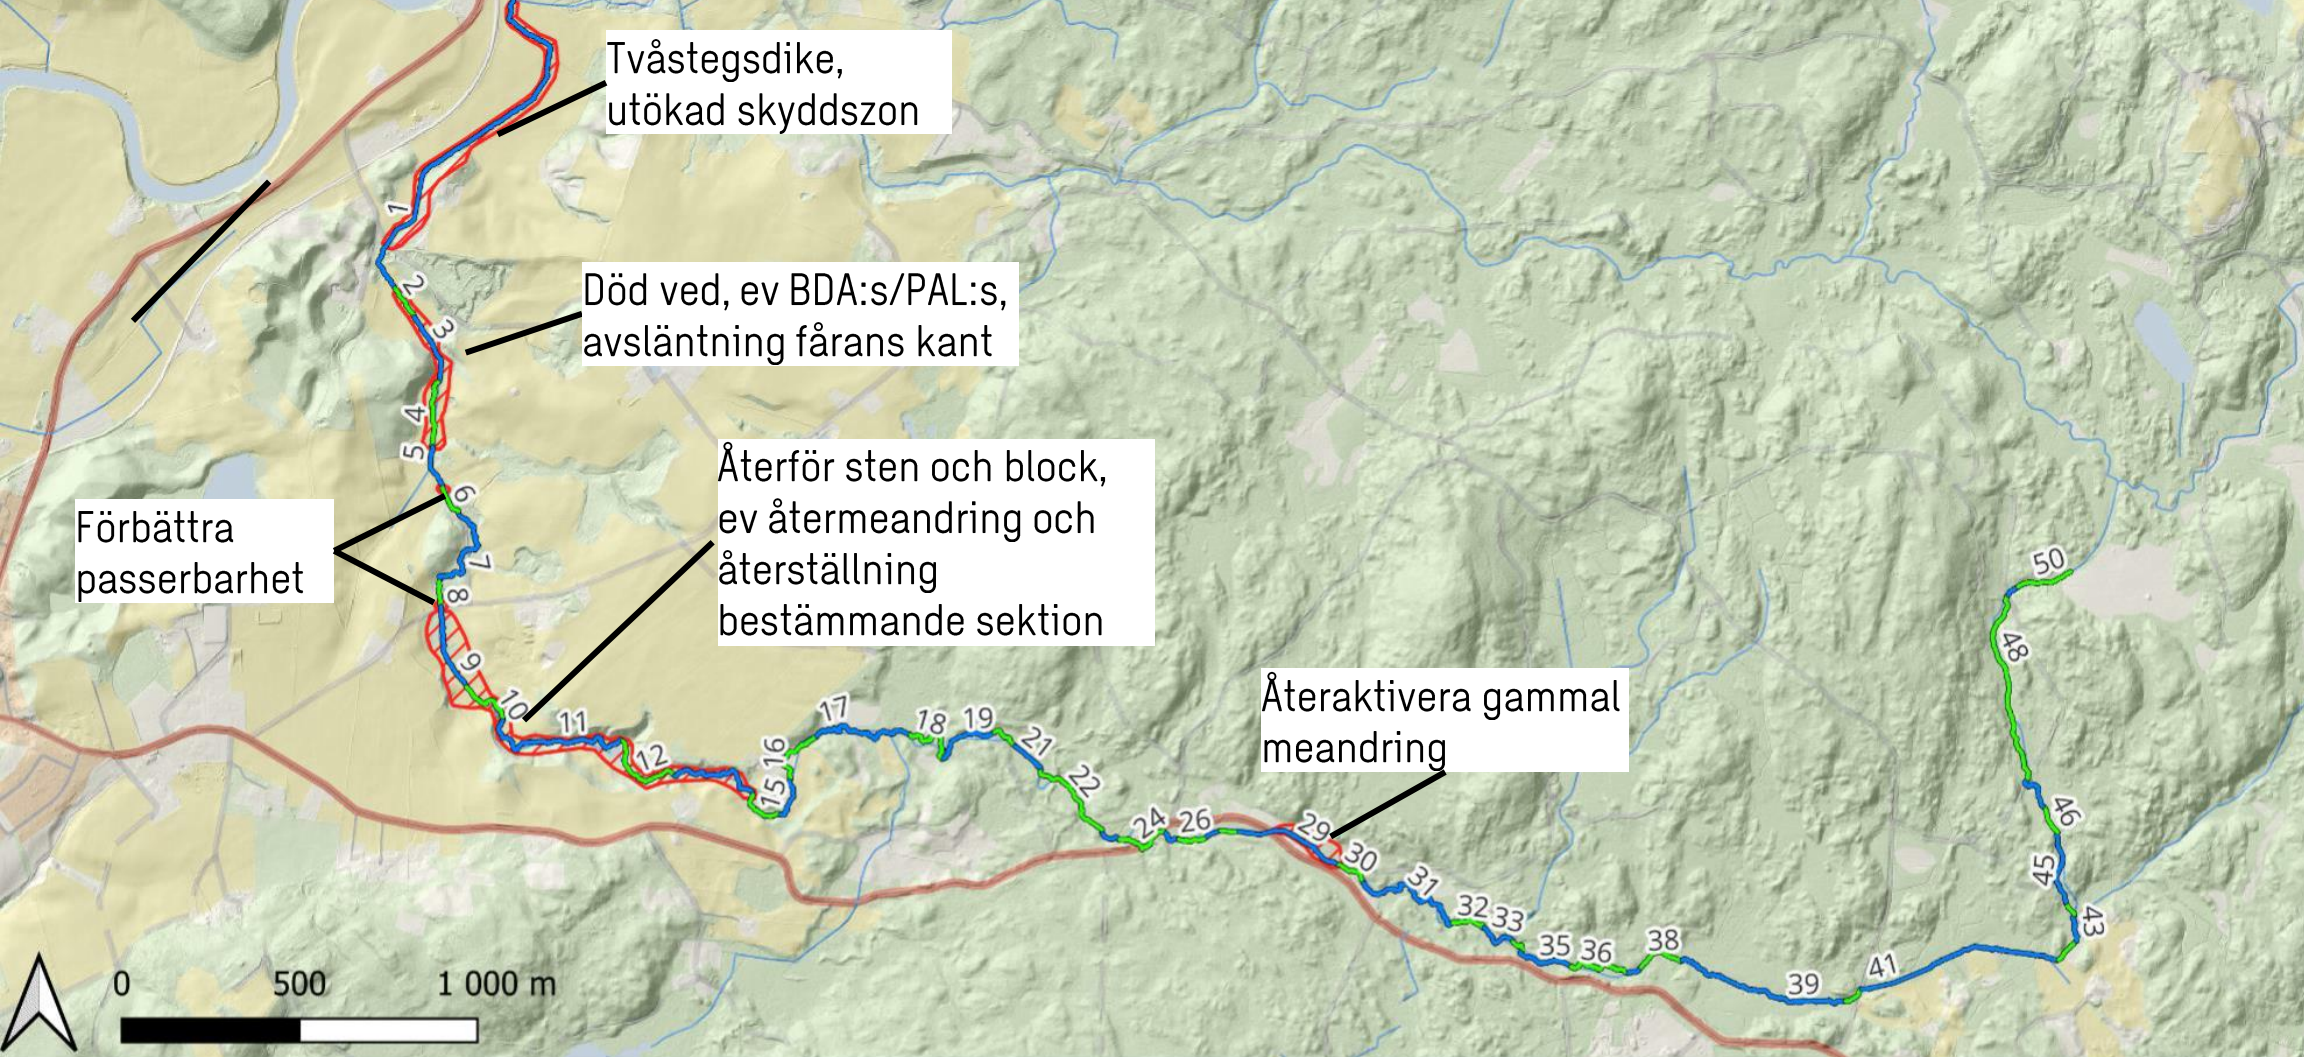 Tvåstegsdike,
utökad skyddszon
1
2
Död ved, ev BDA:s/PAL:s,
avsläntning fårans kant
3
4
5
Återför sten och block,
ev återmeandring och
återställning
bestämmande sektion
6
Förbättra
passerbarhet
7
8
9
10
11
12
15
16
17
18
19
21
22
24
26
Återaktivera gammal
meandring
29
30
31
32
33
35
36
38
39
41
43
45
46
48
50
0 500 1 000 m